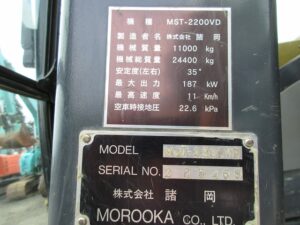 機種 MST-2200VD
製造者名 株式会社 諸岡
機械質量 11000 kg
機械総質量 24400 kg
安定度(左右) 35°
最大出力 187 kW
最高速度 11 Km/h
空車時接地圧 22.6 kPa
MODEL
SERIAL NO.
株式会社 諸岡
MOROOKA CO., LTD.